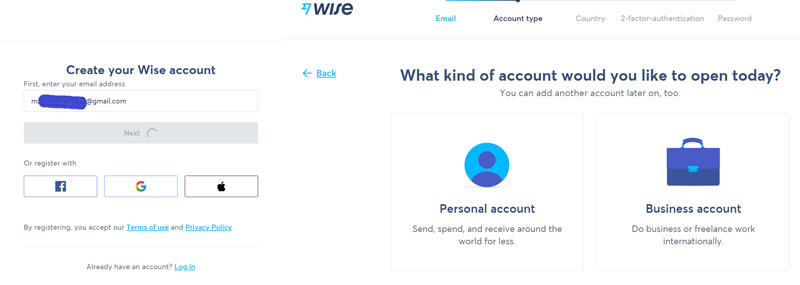 Create your Wise account
First, enter your email address
m @gmail.com
Next
Or register with
By registering, you accept our Terms of use and Privacy Policy
Already have an account? Log in
WISE
Email Account type Country 2-factor-authentication Password
Back
What kind of account would you like to open today?
You can add another account later on, too.
Personal account
Send, spend, and receive around the
world for less.
Business account
Do business or freelance work
internationally.